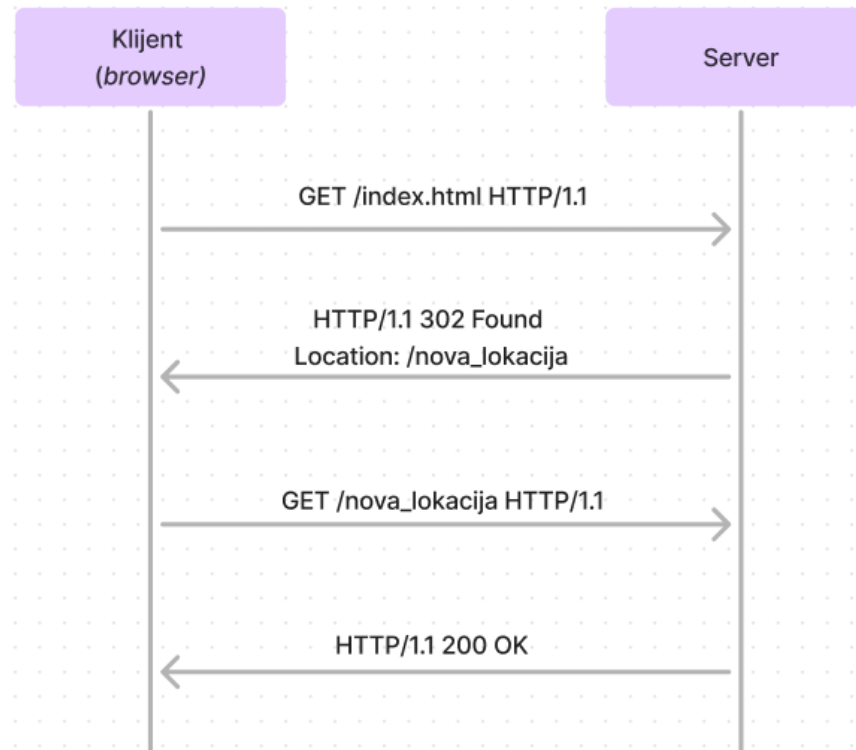 Klijent
(browser)
Server
GET /index.html HTTP/1.1
HTTP/1.1 302 Found
Location: /nova_lokacija
GET /nova_lokacija HTTP/1.1
HTTP/1.1 200 OK